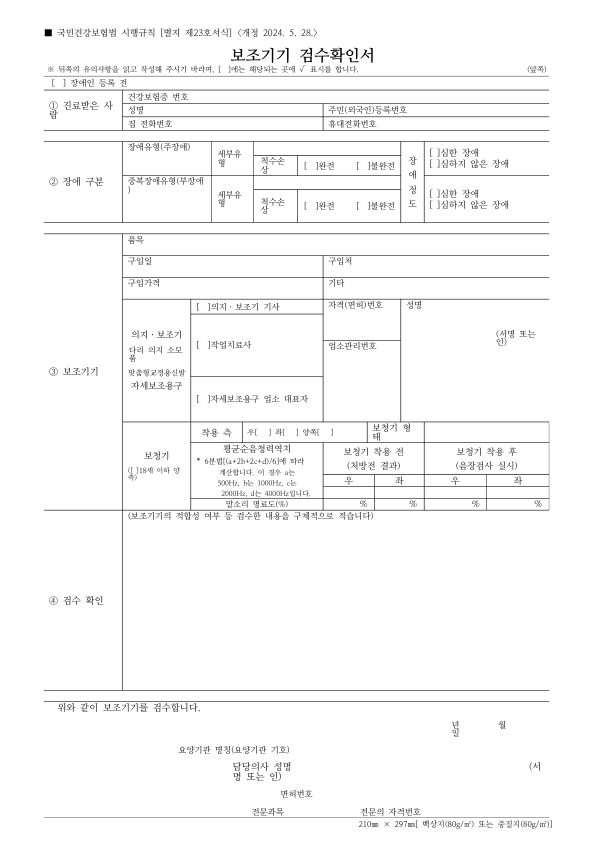 ■ 국민건강보험법 시행규칙 [별지 제23호서식] 〈개정 2024. 5. 28.〉
보조기기 검수확인서
※ 뒤쪽의 유의사항을 읽고 작성해 주시기 바라며, [  ]에는 해당되는 곳에 √ 표시를 합니다. (앞쪽)
[  ] 장애인 등록 전
① 진료받은 사
람
건강보험증 번호
성명 주민(외국인)등록번호
집 전화번호 휴대전화번호
② 장애 구분
장애유형(주장애)
세부유
형
척수손
상
[  ]완전 [  ]불완전
장
애
정
도
[ ]심한 장애
[ ]심하지 않은 장애
중복장애유형(부장애
)
세부유
형
척수손
상
[  ]완전 [  ]불완전
[ ]심한 장애
[ ]심하지 않은 장애
③ 보조기기
품목
구입일 구입처
구입가격 기타
의지ㆍ보조기
다리 의지 소모
품
맞춤형교정용신발
자세보조용구
[  ]의지ㆍ보조기 기사
[  ]작업치료사
[  ]자세보조용구 업소 대표자
자격(면허)번호
업소관리번호
성명
(서명 또는
인)
보청기
([ ]18세 이하 양
측)
착용 측 우[  ] 좌[  ] 양쪽[  ]
보청기 형
태
평균순음청력역치
* 6분법[(a+2b+2c+d)/6]에 따라
계산합니다. 이 경우 a는
500Hz, b는 1000Hz, c는
2000Hz, d는 4000Hz입니다.
보청기 착용 전
(처방전 결과)
보청기 착용 후
(음장검사 실시)
우 좌 우 좌
말소리 명료도(%) % % % %
④ 검수 확인
(보조기기의 적합성 여부 등 검수한 내용을 구체적으로 적습니다)
위와 같이 보조기기를 검수합니다.
년 월
일
요양기관 명칭(요양기관 기호)
담당의사 성명 (서
명 또는 인)
면허번호
전문과목 전문의 자격번호
210㎜ × 297㎜[ 백상지(80g/㎡) 또는 중질지(80g/㎡)]